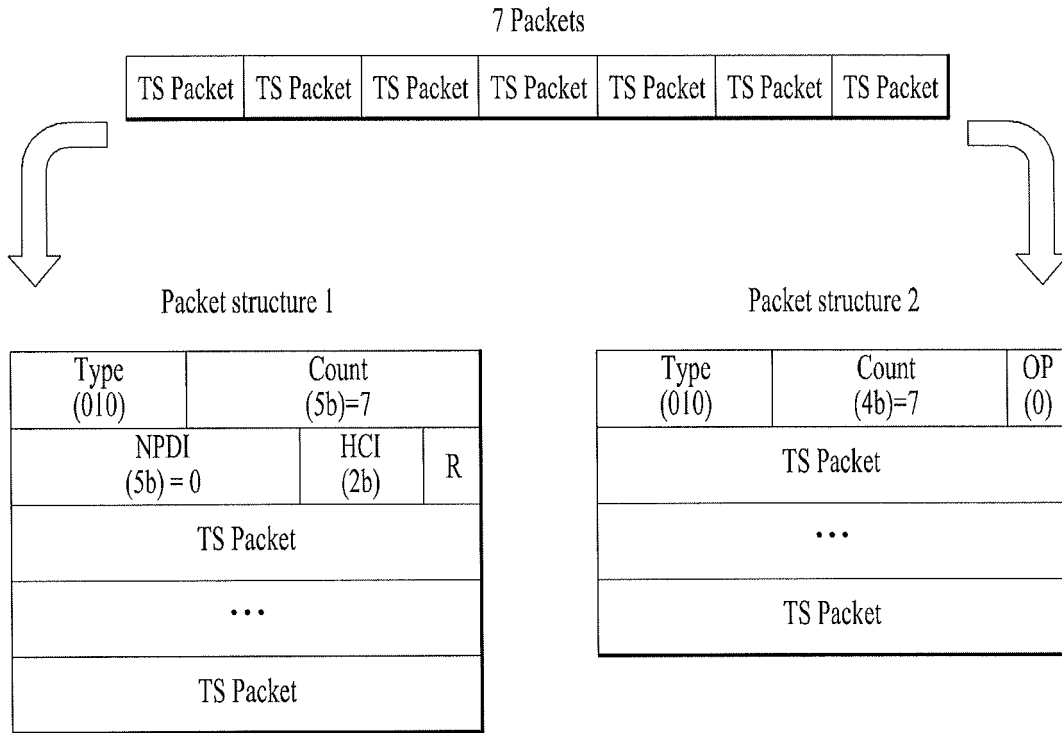 7 Packets
TS Packet TS Packet TS Packet TS Packet TS Packet TS Packet TS Packet
Packet structure 1
Type Count
(010) (5b)=7
NPDI HCI R
(5b) = 0 (2b)
TS Packet
•••
TS Packet
Packet structure 2
Type Count OP
(010) (4b)=7 (0)
TS Packet
•••
TS Packet